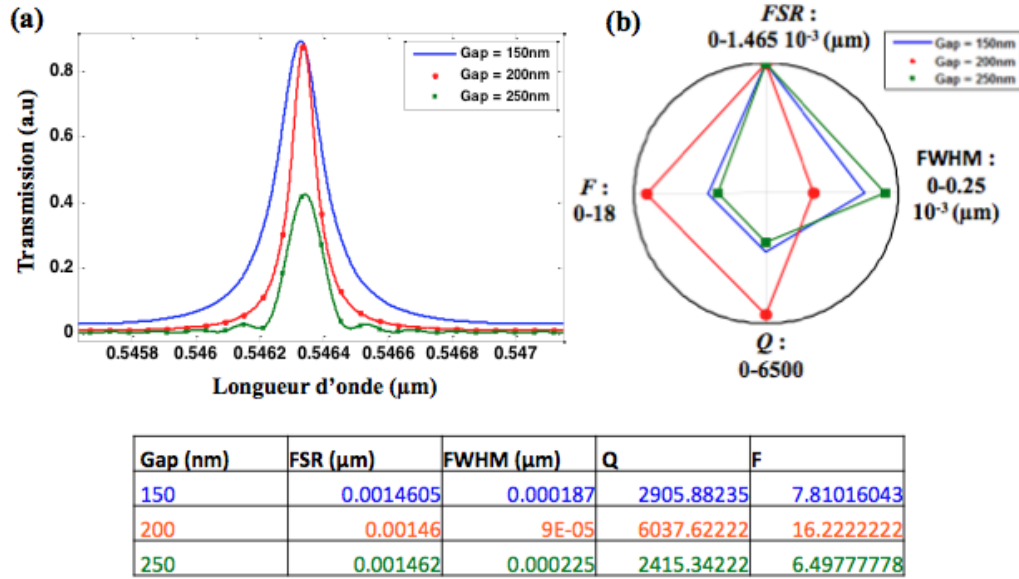 (a)
Transmission (a.u)
0.8
0.6
0.4
0.2
0
Gap = 150nm
Gap = 200nm
Gap = 250nm
0.5458 0.546 0.5462 0.5464 0.5466 0.5468 0.547
Longueur d'onde (µm)
(b)
FSR :
0-1.465 10-3 (µm)
Gap = 150nm
Gap = 200nm
Gap = 250nm
FWHM :
0-0.25
10-3 (µm)
F :
0-18
Q :
0-6500
Gap (nm) FSR (µm) FWHM (µm) Q F
150 0.0014605 0.000187 2905.88235 7.81016043
200 0.00146 9E-05 6037.62222 16.2222222
250 0.001462 0.000225 2415.34222 6.49777778